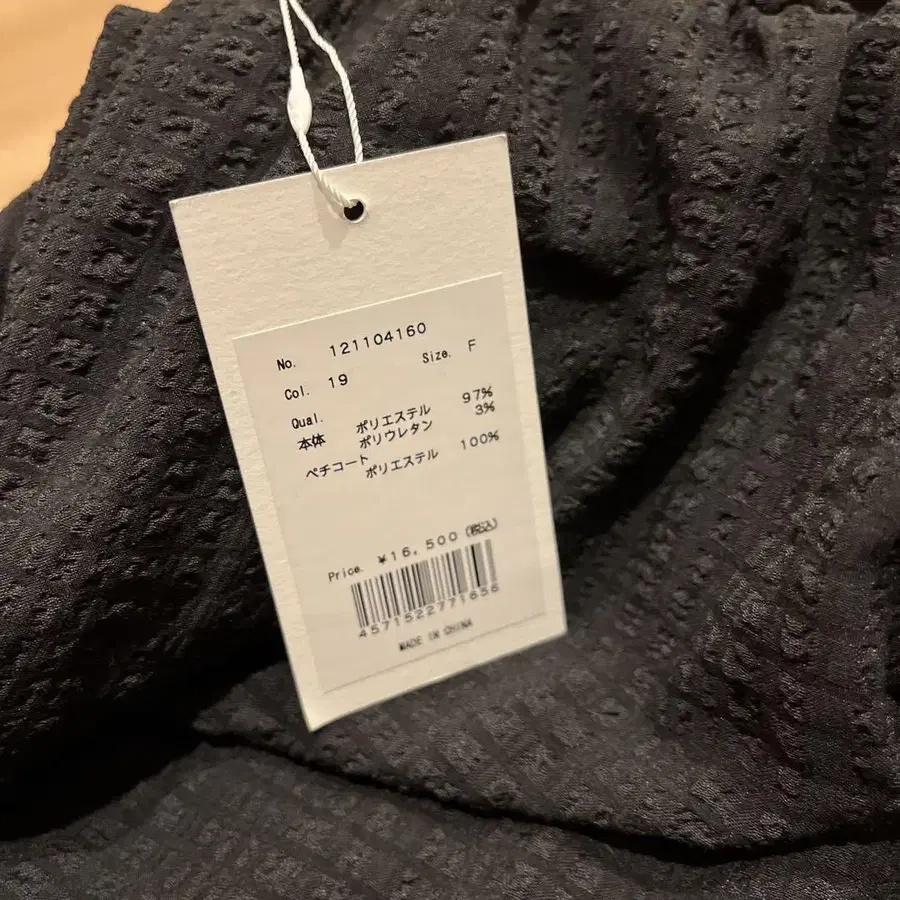 No. 121104160
Col. 19 Size. F
Qual.
本体 ポリエステル 97%
ポリウレタン 3%
ペチコート
ポリエステル 100%
Price. ¥16,500(税込)
4571522771656
MADE IN CHINA